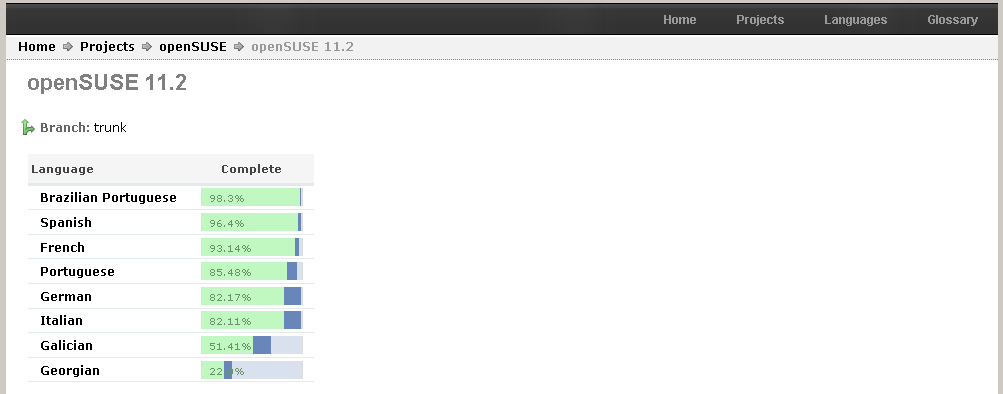 Home Projects Languages Glossary
Home Projects openSUSE openSUSE 11.2
openSUSE 11.2
Branch: trunk
Language Complete
Brazilian Portuguese 98.3%
Spanish 96.4%
French 93.14%
Portuguese 85.48%
German 82.17%
Italian 82.11%
Galician 51.41%
Georgian